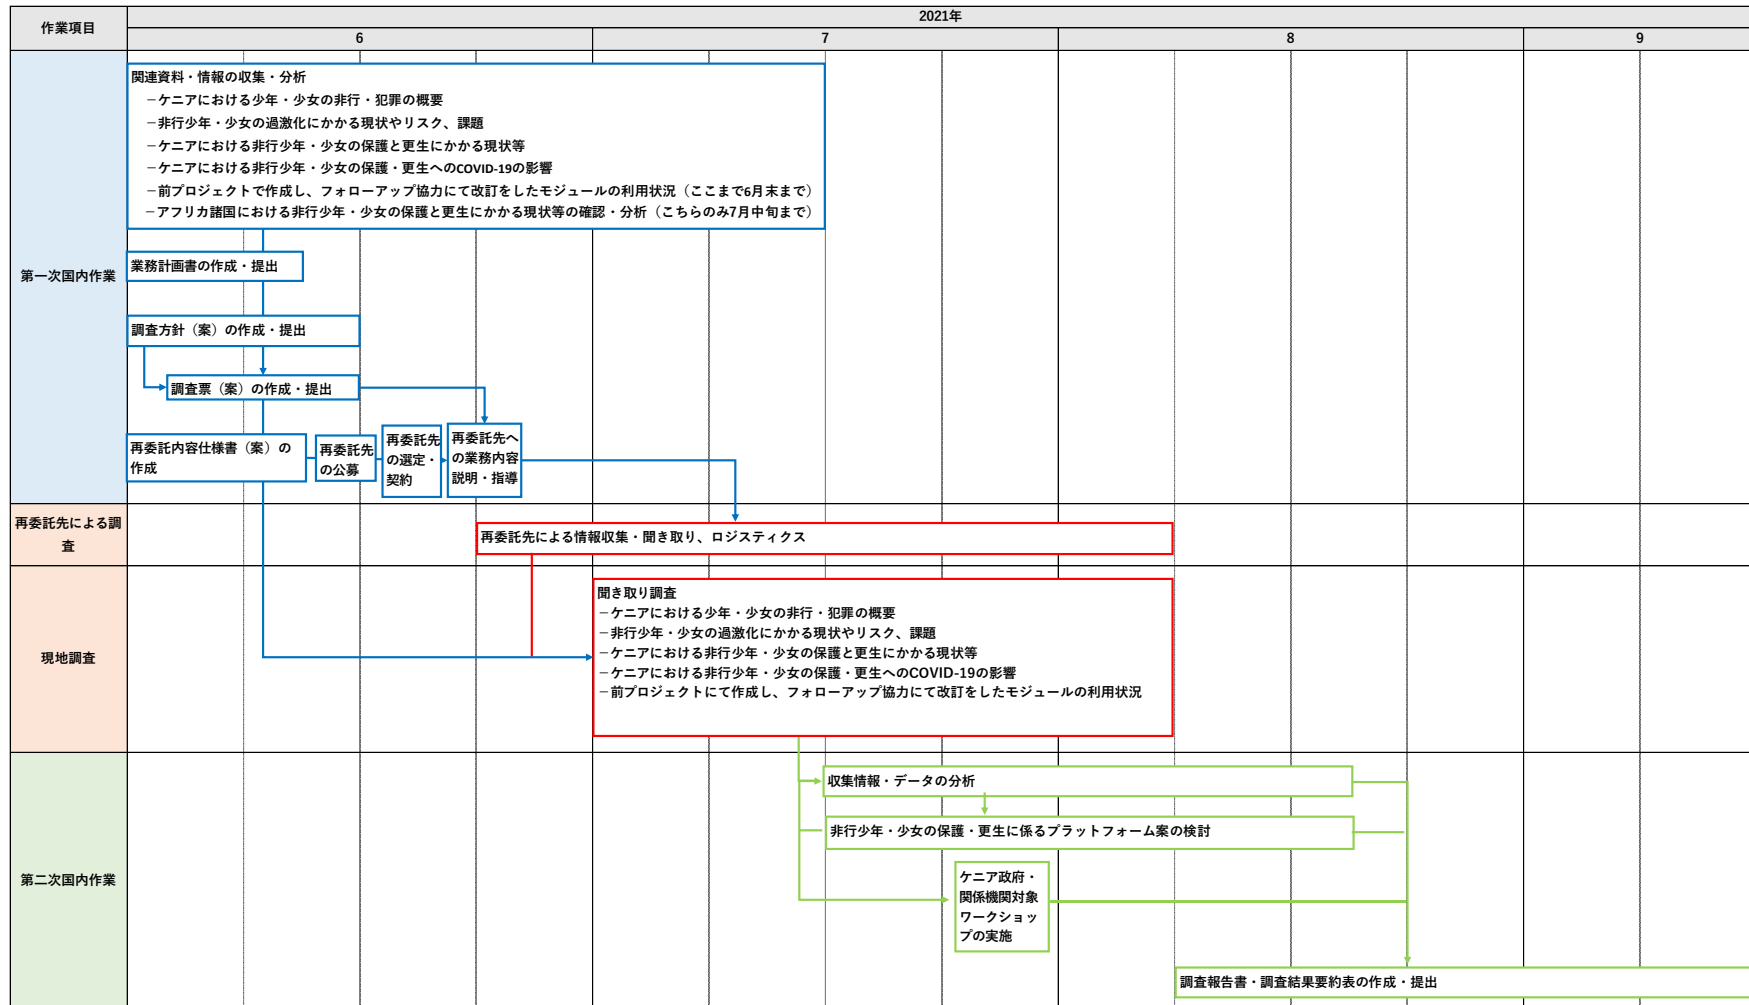 作業項目
2021年
6
7
8
9
第一次国内作業
関連資料・情報の収集・分析
－ケニアにおける少年・少女の非行・犯罪の概要
－非行少年・少女の過激化にかかる現状やリスク、課題
－ケニアにおける非行少年・少女の保護と更生にかかる現状等
－ケニアにおける非行少年・少女の保護・更生へのCOVID-19の影響
－前プロジェクトで作成し、フォローアップ協力にて改訂をしたモジュールの利用状況（ここまで6月末まで）
－アフリカ諸国における非行少年・少女の保護と更生にかかる現状等の確認・分析（こちらのみ7月中旬まで）
業務計画書の作成・提出
調査方針（案）の作成・提出
調査票（案）の作成・提出
再委託内容仕様書（案）の
作成
再委託先
の公募
再委託先
の選定・
契約
再委託先へ
の業務内容
説明・指導
再委託先による調
査
再委託先による情報収集・聞き取り、ロジスティクス
現地調査
聞き取り調査
－ケニアにおける少年・少女の非行・犯罪の概要
－非行少年・少女の過激化にかかる現状やリスク、課題
－ケニアにおける非行少年・少女の保護と更生にかかる現状等
－ケニアにおける非行少年・少女の保護・更生へのCOVID-19の影響
－前プロジェクトにて作成し、フォローアップ協力にて改訂をしたモジュールの利用状況
第二次国内作業
収集情報・データの分析
非行少年・少女の保護・更生に係るプラットフォーム案の検討
ケニア政府・
関係機関対象
ワークショッ
プの実施
調査報告書・調査結果要約表の作成・提出